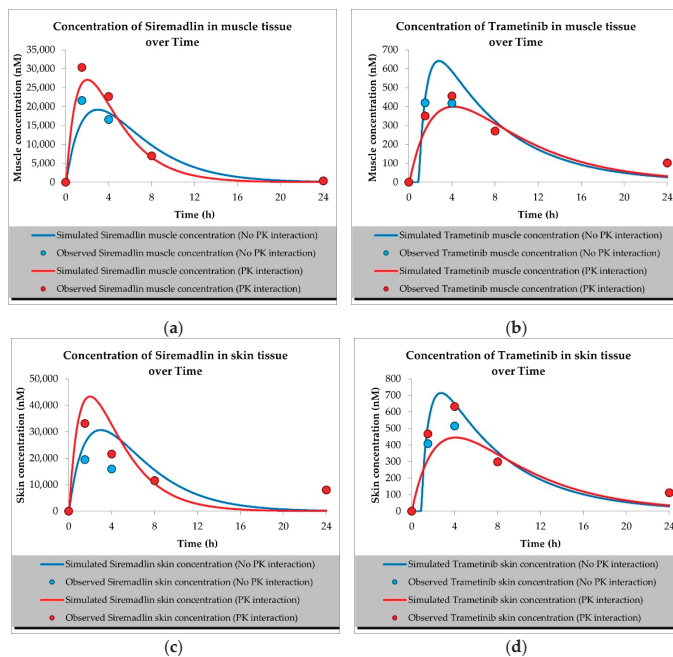 Concentration of Siremadlin in muscle tissue
over Time
Muscle concentration (nM)
35,000
30,000
25,000
20,000
15,000
10,000
5,000
0
0 4 8 12 16 20 24
Time (h)
Simulated Siremadlin muscle concentration (No PK interaction)
Observed Siremadlin muscle concentration (No PK interaction)
Simulated Siremadlin muscle concentration (PK interaction)
Observed Siremadlin muscle concentration (PK interaction)
(a)
Concentration of Trametinib in muscle tissue
over Time
Muscle concentration (nM)
700
600
500
400
300
200
100
0
0 4 8 12 16 20 24
Time (h)
Simulated Trametinib muscle concentration (No PK interaction)
Observed Trametinib muscle concentration (No PK interaction)
Simulated Trametinib muscle concentration (PK interaction)
Observed Trametinib muscle concentration (PK interaction)
(b)
Concentration of Siremadlin in skin tissue
over Time
Skin concentration (nM)
50,000
40,000
30,000
20,000
10,000
0
0 4 8 12 16 20 24
Time (h)
Simulated Siremadlin skin concentration (No PK interaction)
Observed Siremadlin skin concentration (No PK interaction)
Simulated Siremadlin skin concentration (PK interaction)
Observed Siremadlin skin concentration (PK interaction)
(c)
Concentration of Trametinib in skin tissue
over Time
Skin concentration (nM)
800
700
600
500
400
300
200
100
0
0 4 8 12 16 20 24
Time (h)
Simulated Trametinib skin concentration (No PK interaction)
Observed Trametinib skin concentration (No PK interaction)
Simulated Trametinib skin concentration (PK interaction)
Observed Trametinib skin concentration (PK interaction)
(d)